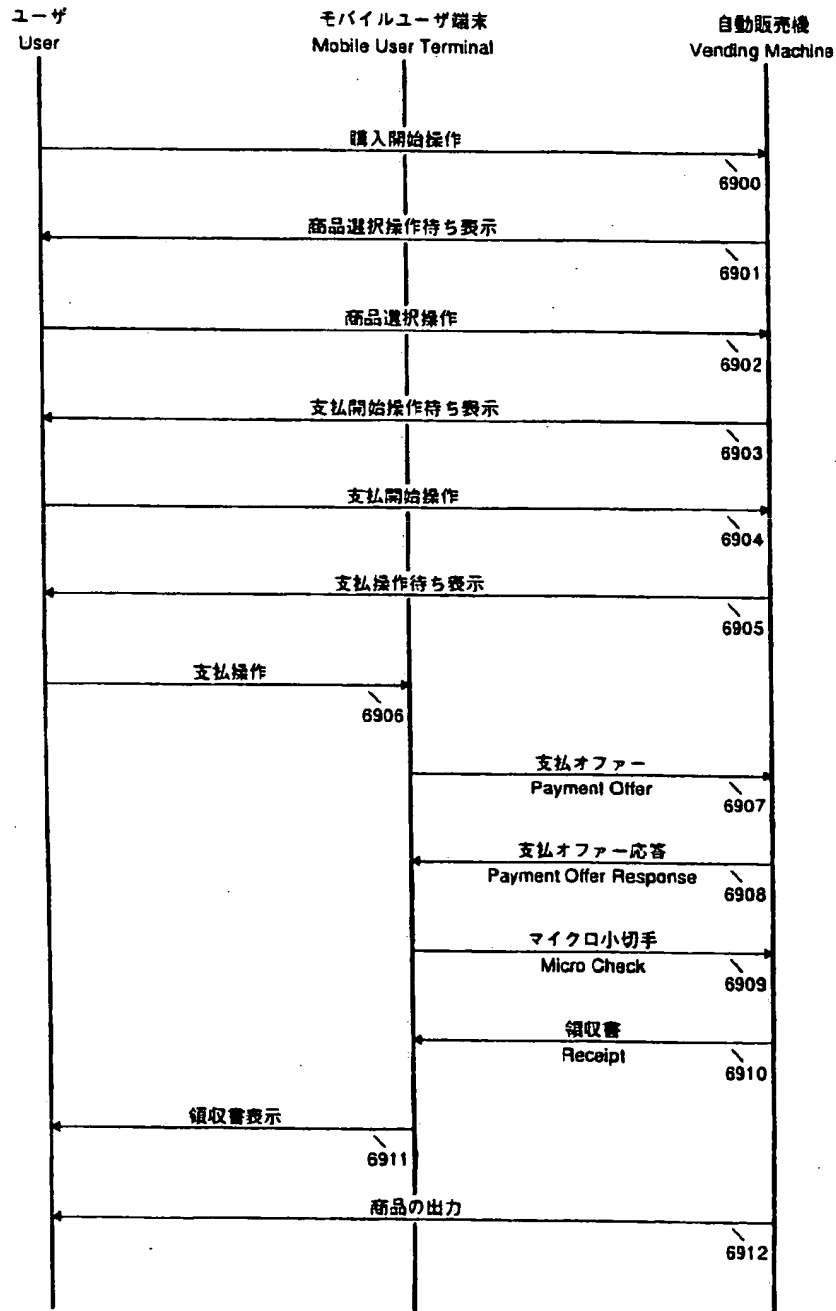 ユーザ
User
モバイルユーザ端末
Mobile User Terminal
自動販売機
Vending Machine
購入開始操作
6900
商品選択操作待ち表示
6901
商品選択操作
6902
支払開始操作待ち表示
6903
支払開始操作
6904
支払操作待ち表示
6905
支払操作
6906
支払オファー
Payment Offer
6907
支払オファー応答
Payment Offer Response
6908
マイクロ小切手
Micro Check
6909
領収書
Receipt
6910
領収書表示
6911
商品の出力
6912